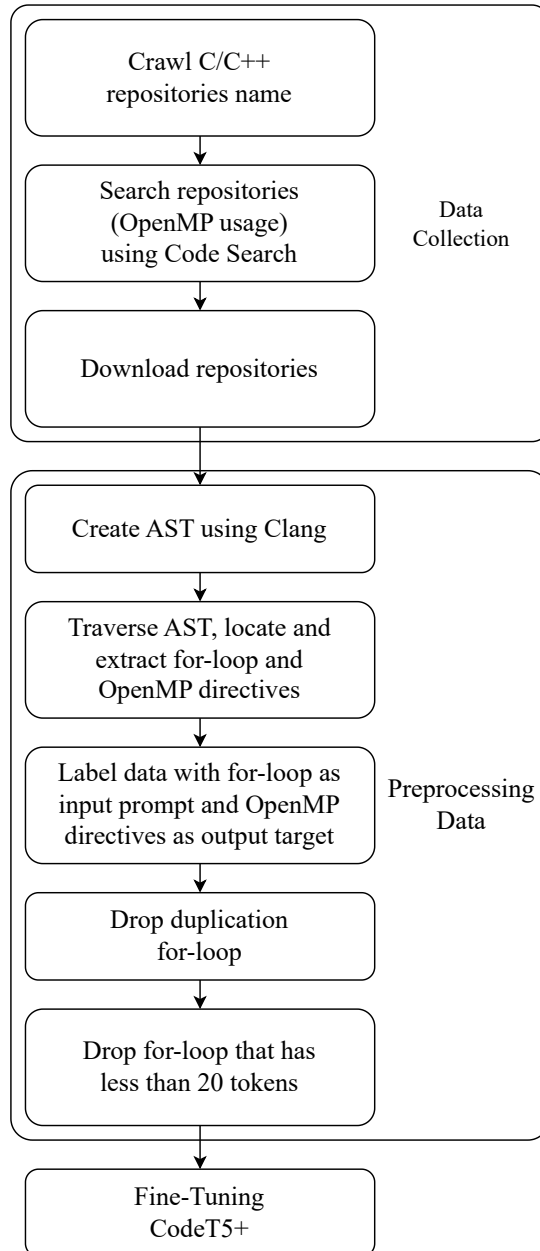 Crawl C/C++
repositories name
Search repositories
(OpenMP usage)
using Code Search
Data
Collection
Download repositories
Create AST using Clang
Traverse AST, locate and
extract for-loop and
OpenMP directives
Label data with for-loop as
input prompt and OpenMP
directives as output target
Preprocessing
Data
Drop duplication
for-loop
Drop for-loop that has
less than 20 tokens
Fine-Tuning
CodeT5+